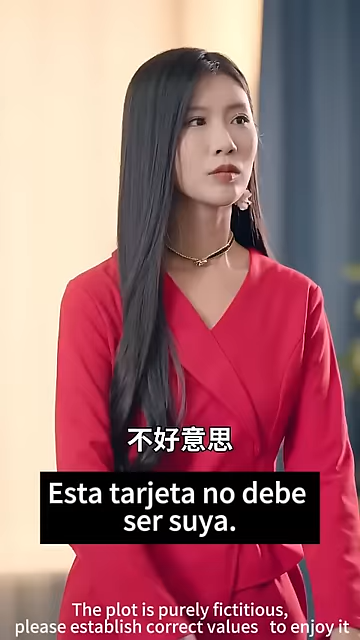 不好意思
Esta tarjeta no debe
ser suya.
The plot is purely fictitious,
please establish correct values to enjoy it